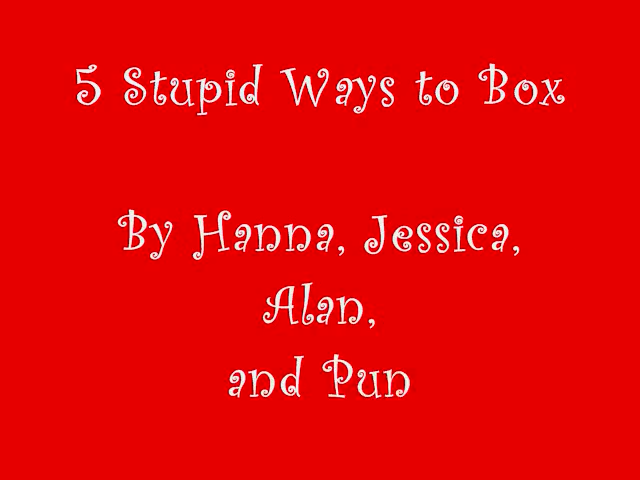 5 Stupid Ways to Box
By Hanna, Jessica,
Alan,
and Pun